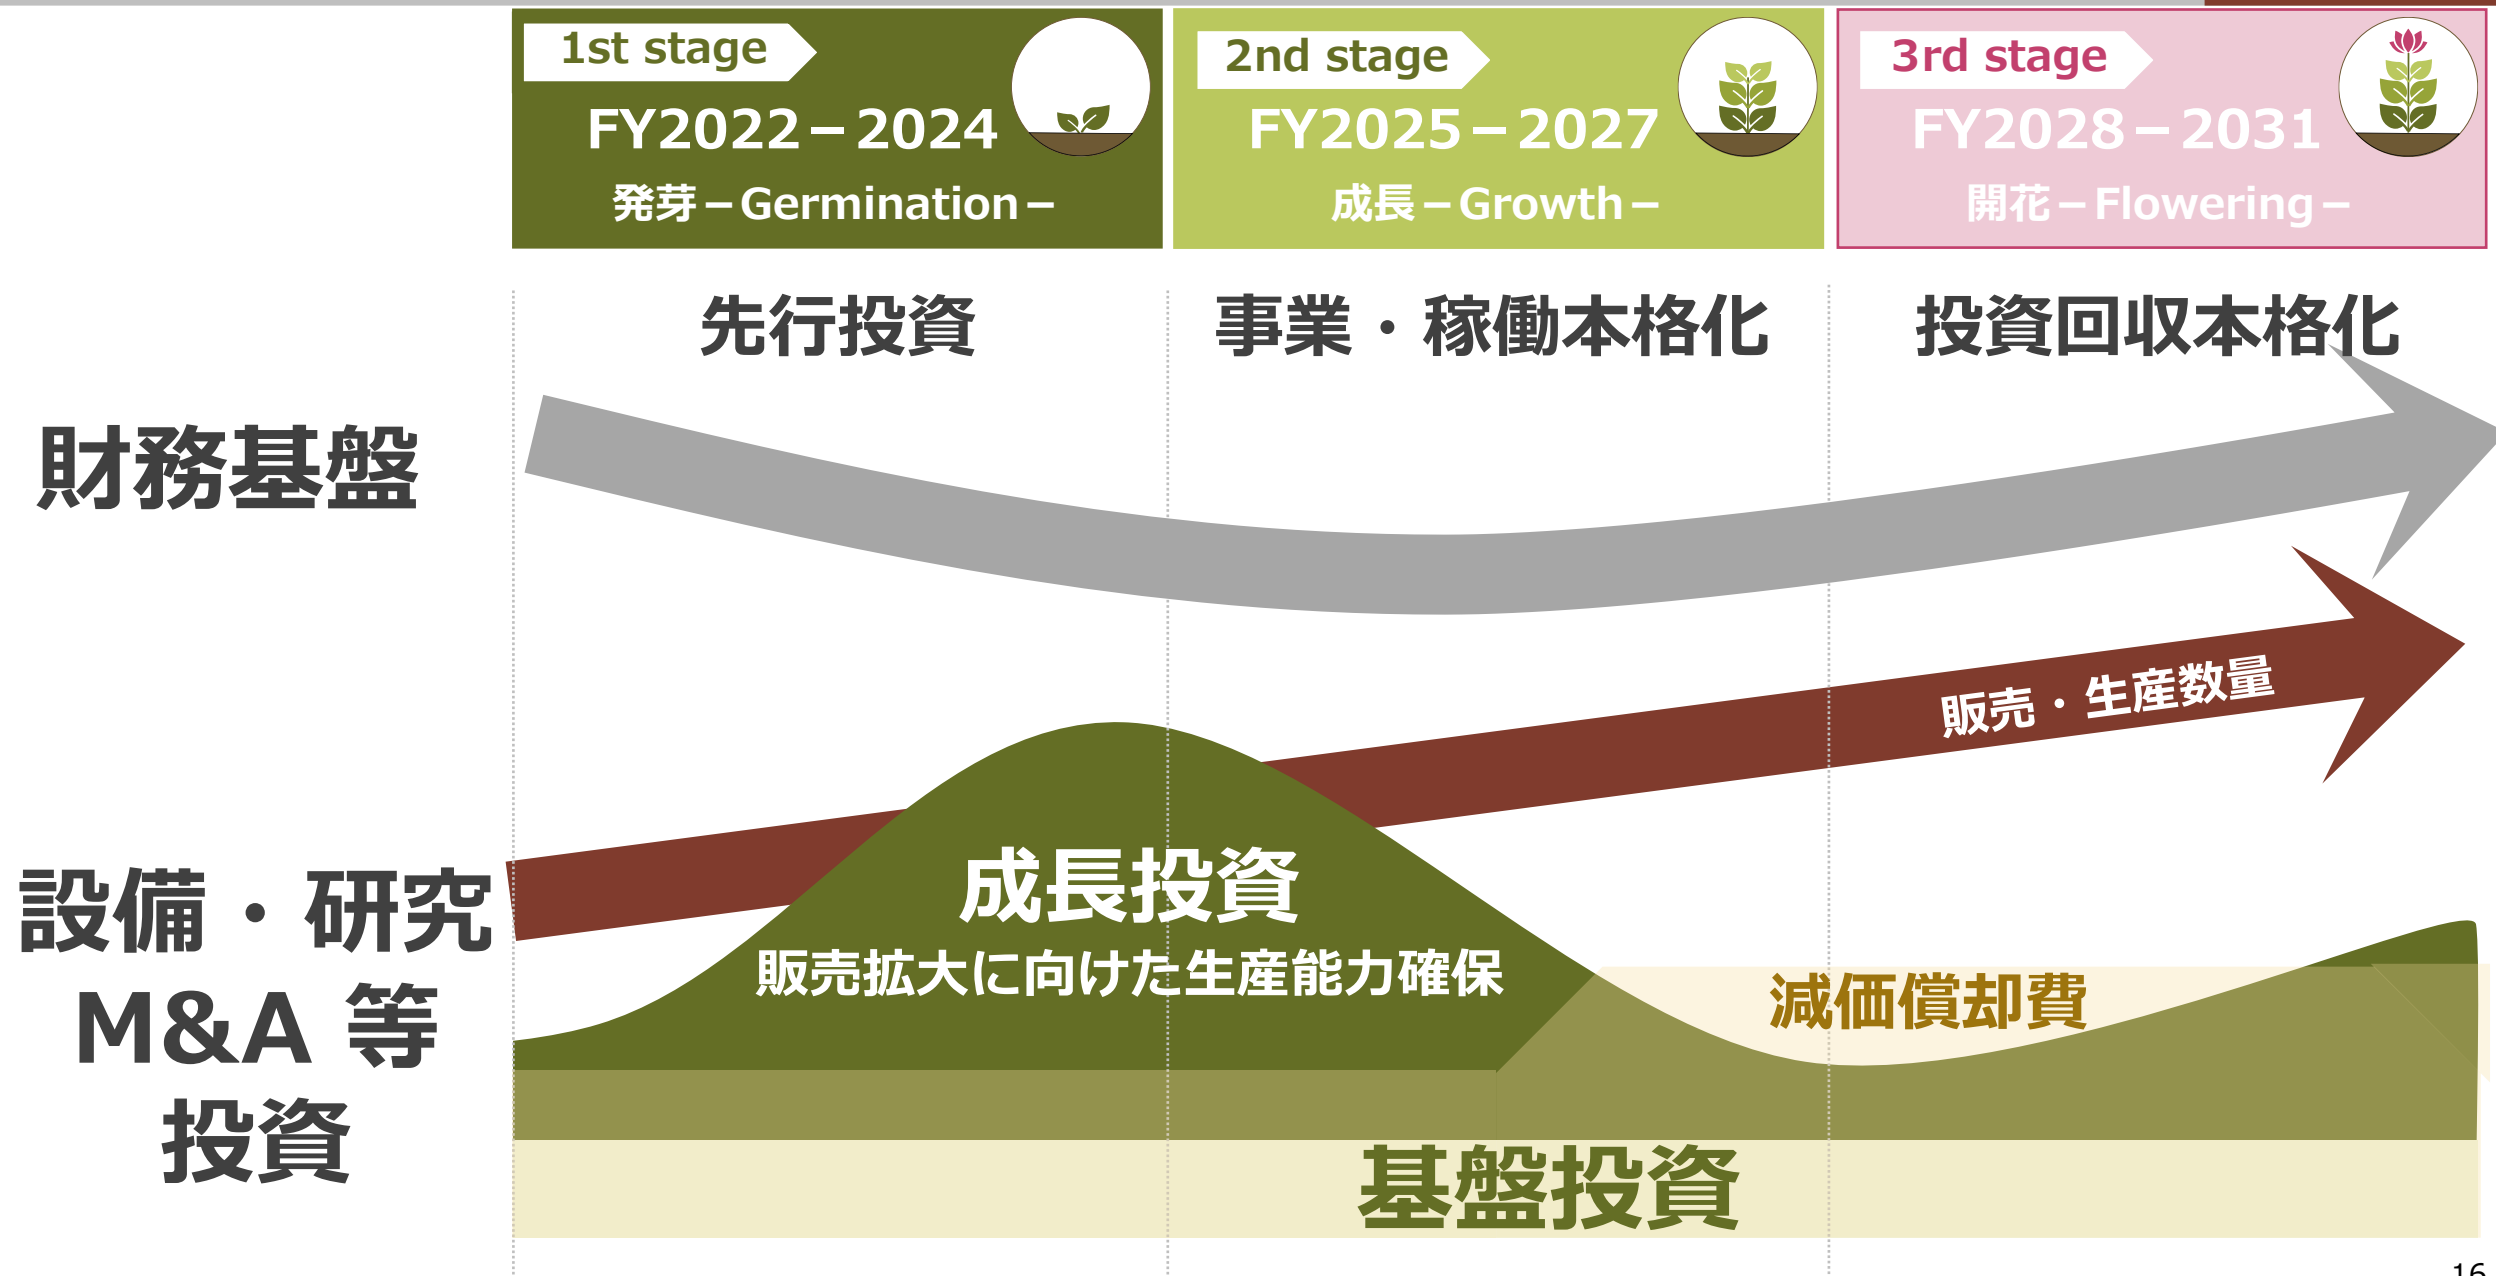 1st stage
FY2022－2024
発芽－Germination－
2nd stage
FY2025－2027
成長－Growth－
3rd stage
FY2028－2031
開花－Flowering－
先行投資
事業・稼働本格化
投資回収本格化
財務基盤
販売・生産数量
設備・研究
M&A 等
投資
成長投資
販売拡大に向けた生産能力確保
減価償却費
基盤投資
16